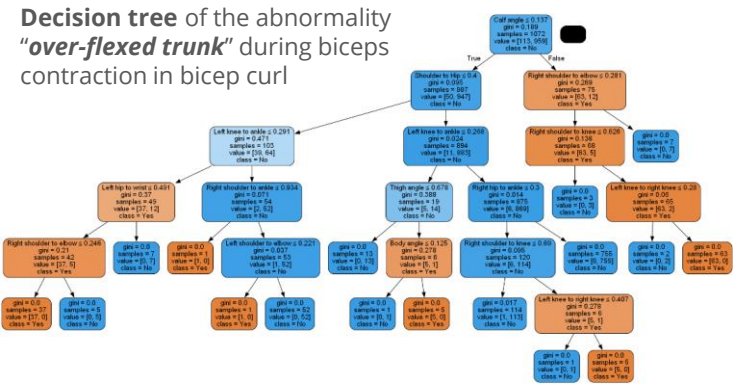 Decision tree of the abnormality
“over-flexed trunk” during biceps
contraction in bicep curl
Calf angle ≤ 0.137
gini = 0.169
samples = 1072
value = [113, 959]
class = No
True
False
Shoulder to Hip ≤ 0.4
gini = 0.095
samples = 997
value = [50, 947]
class = No
Right shoulder to elbow ≤ 0.281
gini = 0.269
samples = 75
value = [63, 12]
class = Yes
Left knee to ankle ≤ 0.291
gini = 0.471
samples = 103
value = [39, 64]
class = No
Left knee to ankle ≤
gini = 0.024
samples = 894
value = [11, 883]
class = No
Right shoulder to knee ≤ 0.626
gini = 0.136
samples = 68
value = [63, 5]
class = Yes
gini = 0.0
samples = 7
value = [0, 7]
class = No
Left hip to wrist ≤ 0.491
gini = 0.37
samples = 49
value = [37, 12]
class = Yes
Right shoulder to ankle ≤ 0.934
gini = 0.071
samples = 54
value = [2, 52]
class = No
Thigh angle ≤ 0.678
gini = 0.388
samples = 19
value = [5, 14]
class = No
Right hip to ankle ≤ 0.3
gini = 0.014
samples = 875
value = [6, 869]
class = No
gini = 0.0
samples = 3
value = [0, 3]
class = No
Left knee to right knee ≤ 0.28
gini = 0.06
samples = 65
value = [63, 2]
class = Yes
Right shoulder to elbow ≤ 0.246
gini = 0.21
samples = 42
value = [37, 5]
class = Yes
gini = 0.0
samples = 7
value = [0, 7]
class = No
gini = 0.0
samples = 1
value = [1, 0]
class = Yes
Left shoulder to elbow ≤ 0.221
gini = 0.037
samples = 53
value = [1, 52]
class = No
gini = 0.0
samples = 13
value = [0, 13]
class = No
Body angle ≤ 0.125
gini = 0.278
samples = 6
value = [5, 1]
class = Yes
Right shoulder to knee ≤ 0.69
gini = 0.095
samples = 120
value = [6, 114]
class = No
gini = 0.0
samples = 755
value = [0, 755]
class = No
gini = 0.0
samples = 2
value = [0, 2]
class = No
gini = 0.0
samples = 63
value = [63, 0]
class = Yes
gini = 0.0
samples = 37
value = [37, 0]
class = Yes
gini = 0.0
samples = 5
value = [0, 5]
class = No
gini = 0.0
samples = 1
value = [1, 0]
class = Yes
gini = 0.0
samples = 52
value = [0, 52]
class = No
gini = 0.0
samples = 1
value = [0, 1]
class = No
gini = 0.0
samples = 5
value = [5, 0]
class = Yes
gini = 0.017
samples = 114
value = [1, 113]
class = No
Left knee to right knee ≤ 0.407
gini = 0.278
samples = 6
value = [5, 1]
class = Yes
gini = 0.0
samples = 1
value = [0, 1]
class = No
gini = 0.0
samples = 5
value = [5, 0]
class = Yes